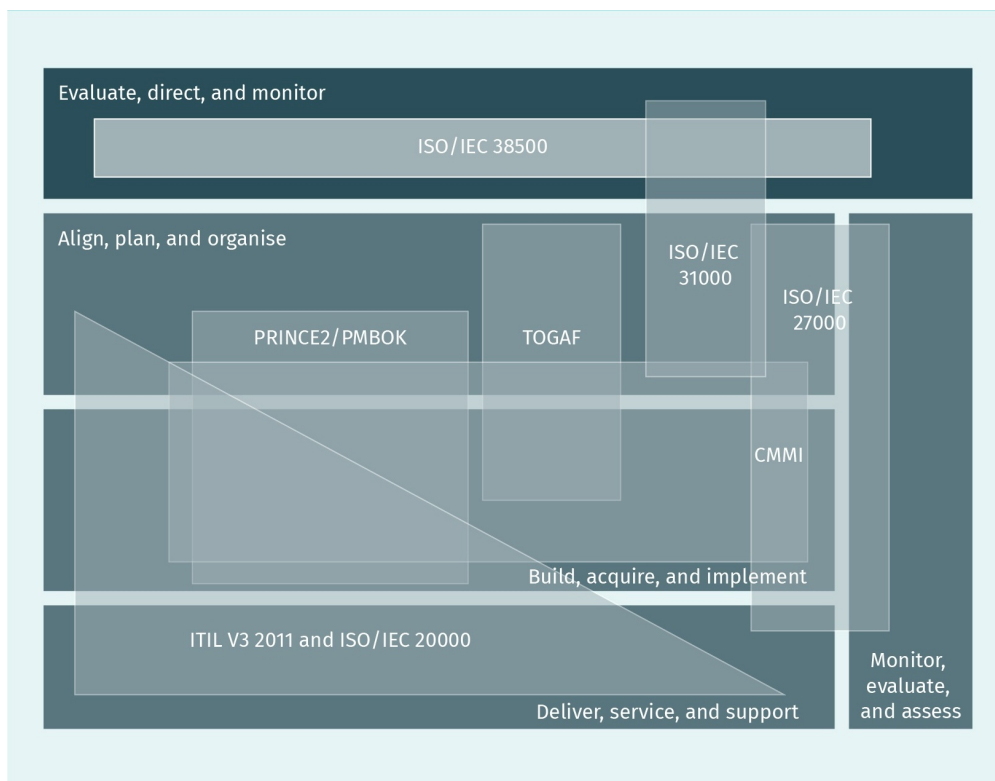 Evaluate, direct, and monitor
ISO/IEC 38500
Align, plan, and organise
ISO/IEC
31000
ISO/IEC
27000
PRINCE2/PMBOK
TOGAF
CMMI
Build, acquire, and implement
ITIL V3 2011 and ISO/IEC 20000
Deliver, service, and support
Monitor,
evaluate,
and assess